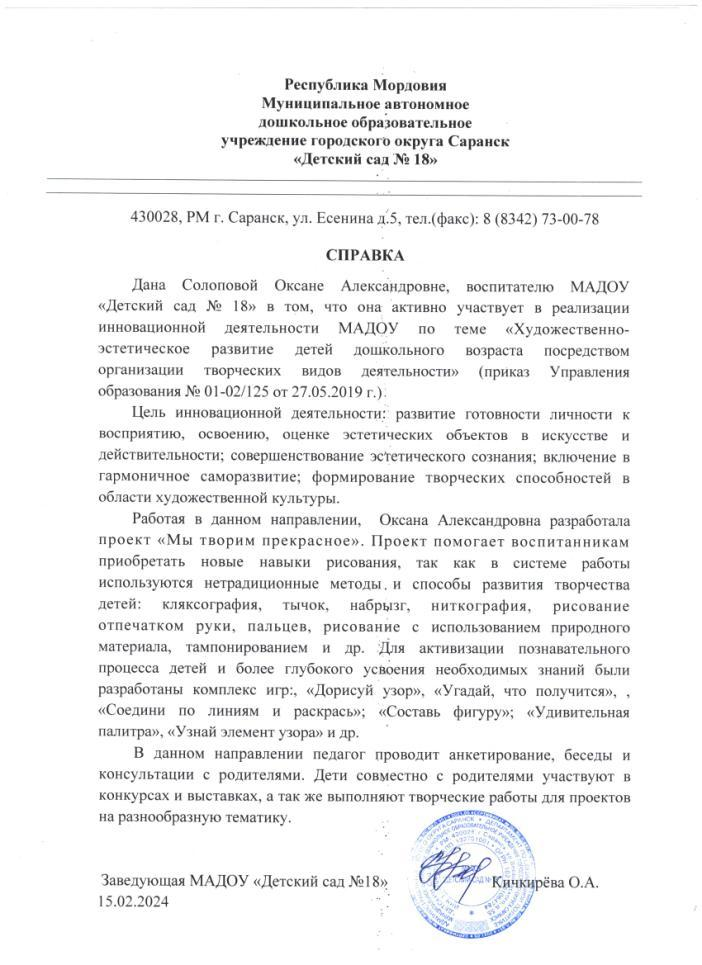 Республика Мордовия
Муниципальное автономное
дошкольное образовательное
учреждение городского округа Саранск
«Детский сад № 18»
430028, РМ г. Саранск, ул. Есенина д.5, тел.(факс): 8 (8342) 73-00-78
СПРАВКА
Дана Солоповой Оксане Александровне, воспитателю МАДОУ
«Детский сад № 18» в том, что она активно участвует в реализации
инновационной деятельности МАДОУ по теме «Художественно-
эстетическое развитие детей дошкольного возраста посредством
организации творческих видов деятельности» (приказ Управления
образования № 01-02/125 от 27.05.2019 г.)
Цель инновационной деятельности: развитие готовности личности к
восприятию, освоению, оценке эстетических объектов в искусстве и
действительности; совершенствование эстетического сознания; включение в
гармоничное саморазвитие; формирование творческих способностей в
области художественной культуры.
Работая в данном направлении, Оксана Александровна разработала
проект «Мы творим прекрасное». Проект помогает воспитанникам
приобретать новые навыки рисования, так как в системе работы
используются нетрадиционные методы и способы развития творчества
детей: кляксография, тычок, набрызг, ниткография, рисование
отпечатком руки, пальцев, рисование с использованием природного
материала, тампонированием и др. Для активизации познавательного
процесса детей и более глубокого усвоения необходимых знаний были
разработаны комплекс игр:, «Дорисуй узор», «Угадай, что получится», ,
«Соедини по линиям и раскрась»; «Составь фигуру»; «Удивительная
палитра», «Узнай элемент узора» и др.
В данном направлении педагог проводит анкетирование, беседы и
консультации с родителями. Дети совместно с родителями участвуют в
конкурсах и выставках, а так же выполняют творческие работы для проектов
на разнообразную тематику.
Заведующая МАДОУ «Детский сад №18» Кичкирёва О.А.
15.02.2024